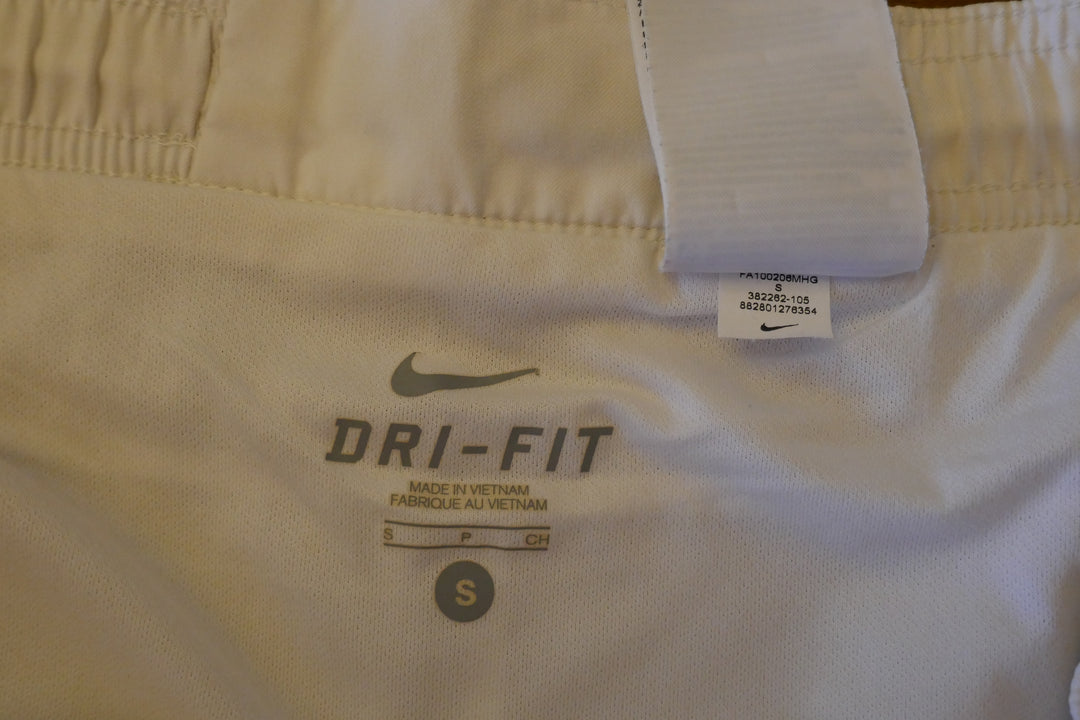 FA100206MHG
S
382262-105
882801276354
DRI-FIT
MADE IN VIETNAM
FABRIQUE AU VIETNAM
S P CH
S